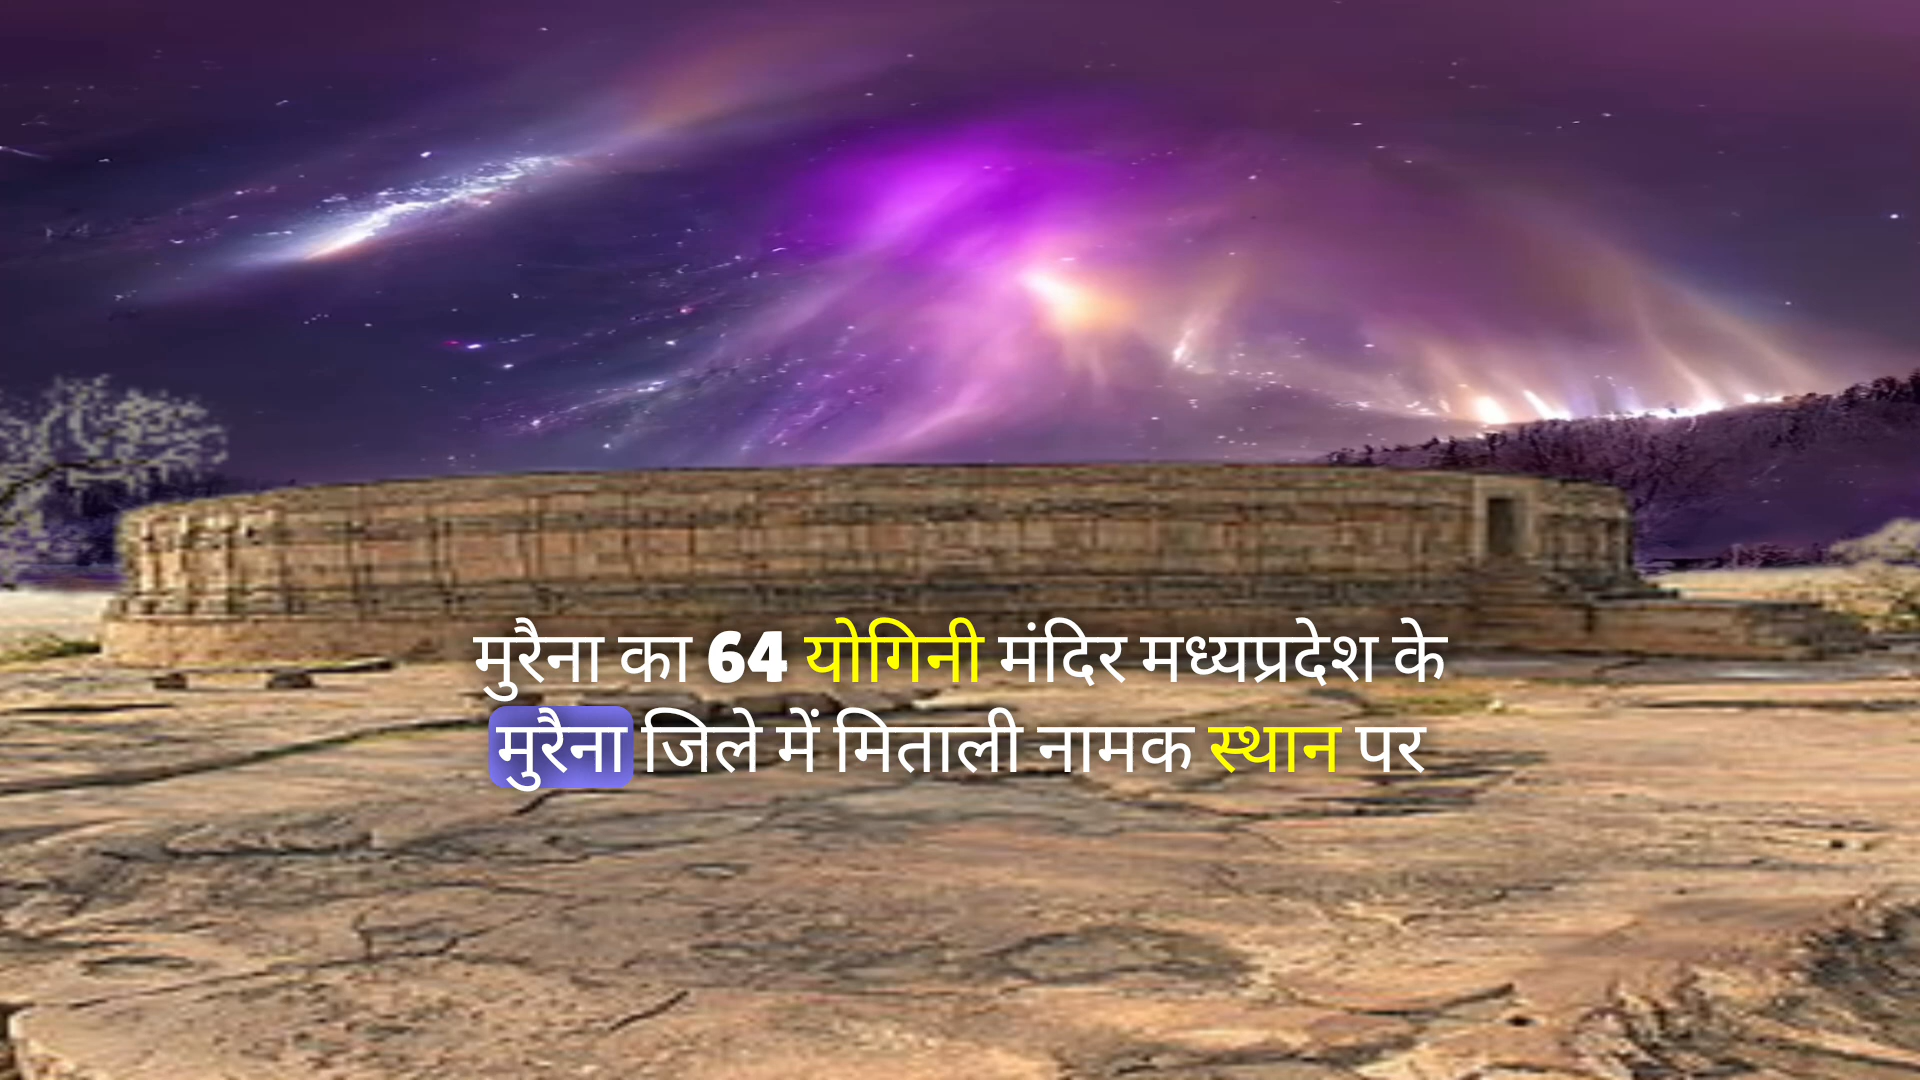 मुरैना का 64 योगिनी मंदिर मध्यप्रदेश के
मुरैना जिले में मिताली नामक स्थान पर